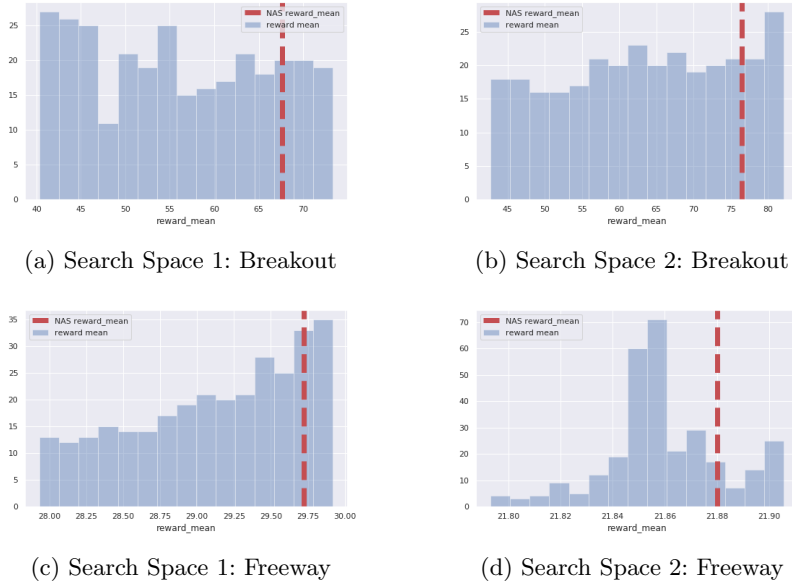 NAS reward_mean
reward mean
25
20
15
10
5
0
40 45 50 55 60 65 70
reward_mean
(a) Search Space 1: Breakout
NAS reward_mean
reward mean
25
20
15
10
5
0
45 50 55 60 65 70 75 80
reward_mean
(b) Search Space 2: Breakout
NAS reward_mean
reward mean
35
30
25
20
15
10
5
0
28.00 28.25 28.50 28.75 29.00 29.25 29.50 29.75 30.00
reward_mean
(c) Search Space 1: Freeway
NAS reward_mean
reward mean
70
60
50
40
30
20
10
0
21.80 21.82 21.84 21.86 21.88 21.90
reward_mean
(d) Search Space 2: Freeway